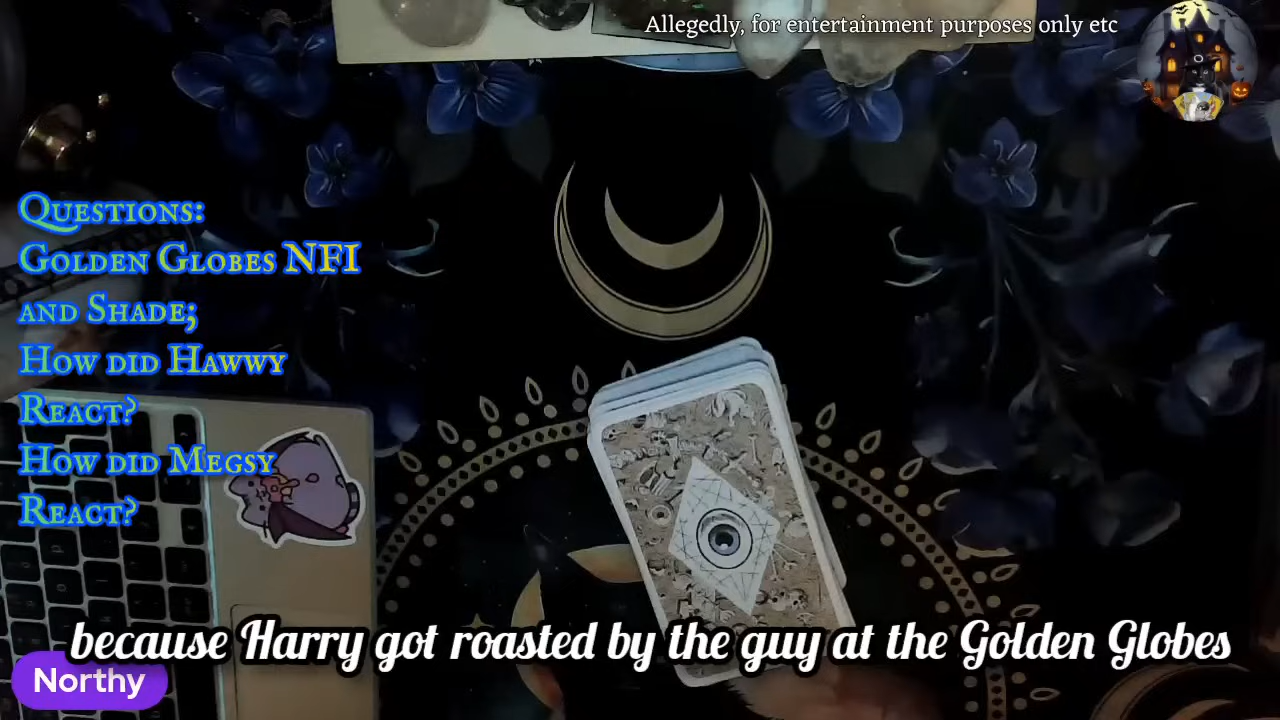 Allegedly, for entertainment purposes only etc
Questions:
Golden Globes NFI
and Shade;
How did Hawwy
React?
How did Megsy
React?
because Harry got roasted by the guy at the Golden Globes
Northy